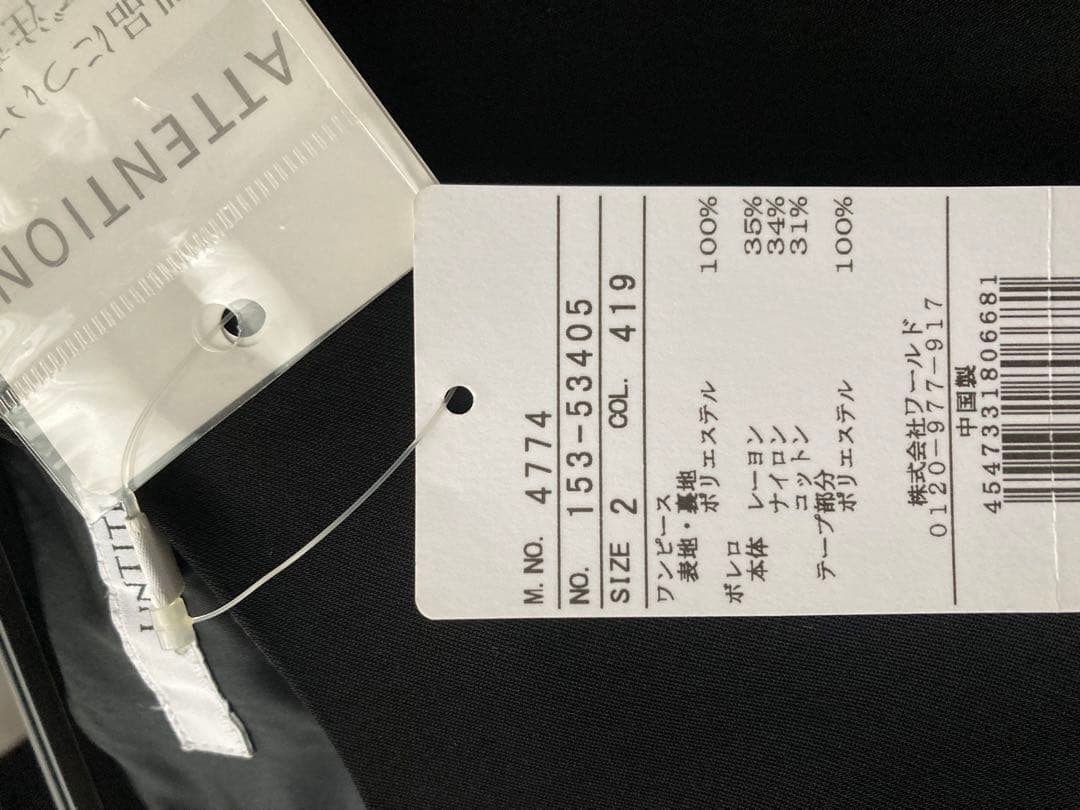 ATTENTION
M. NO. 4774
NO. 153-53405
SIZE 2 COL. 419
ワンピース
表地・裏地
ポリエステル 100%
ボレロ
本体 レーヨン 35%
ナイロン 34%
コットン 31%
テープ部分
ポリエステル 100%
株式会社ワールド
0120-977-917
中国製
4547331806681
UNTIT